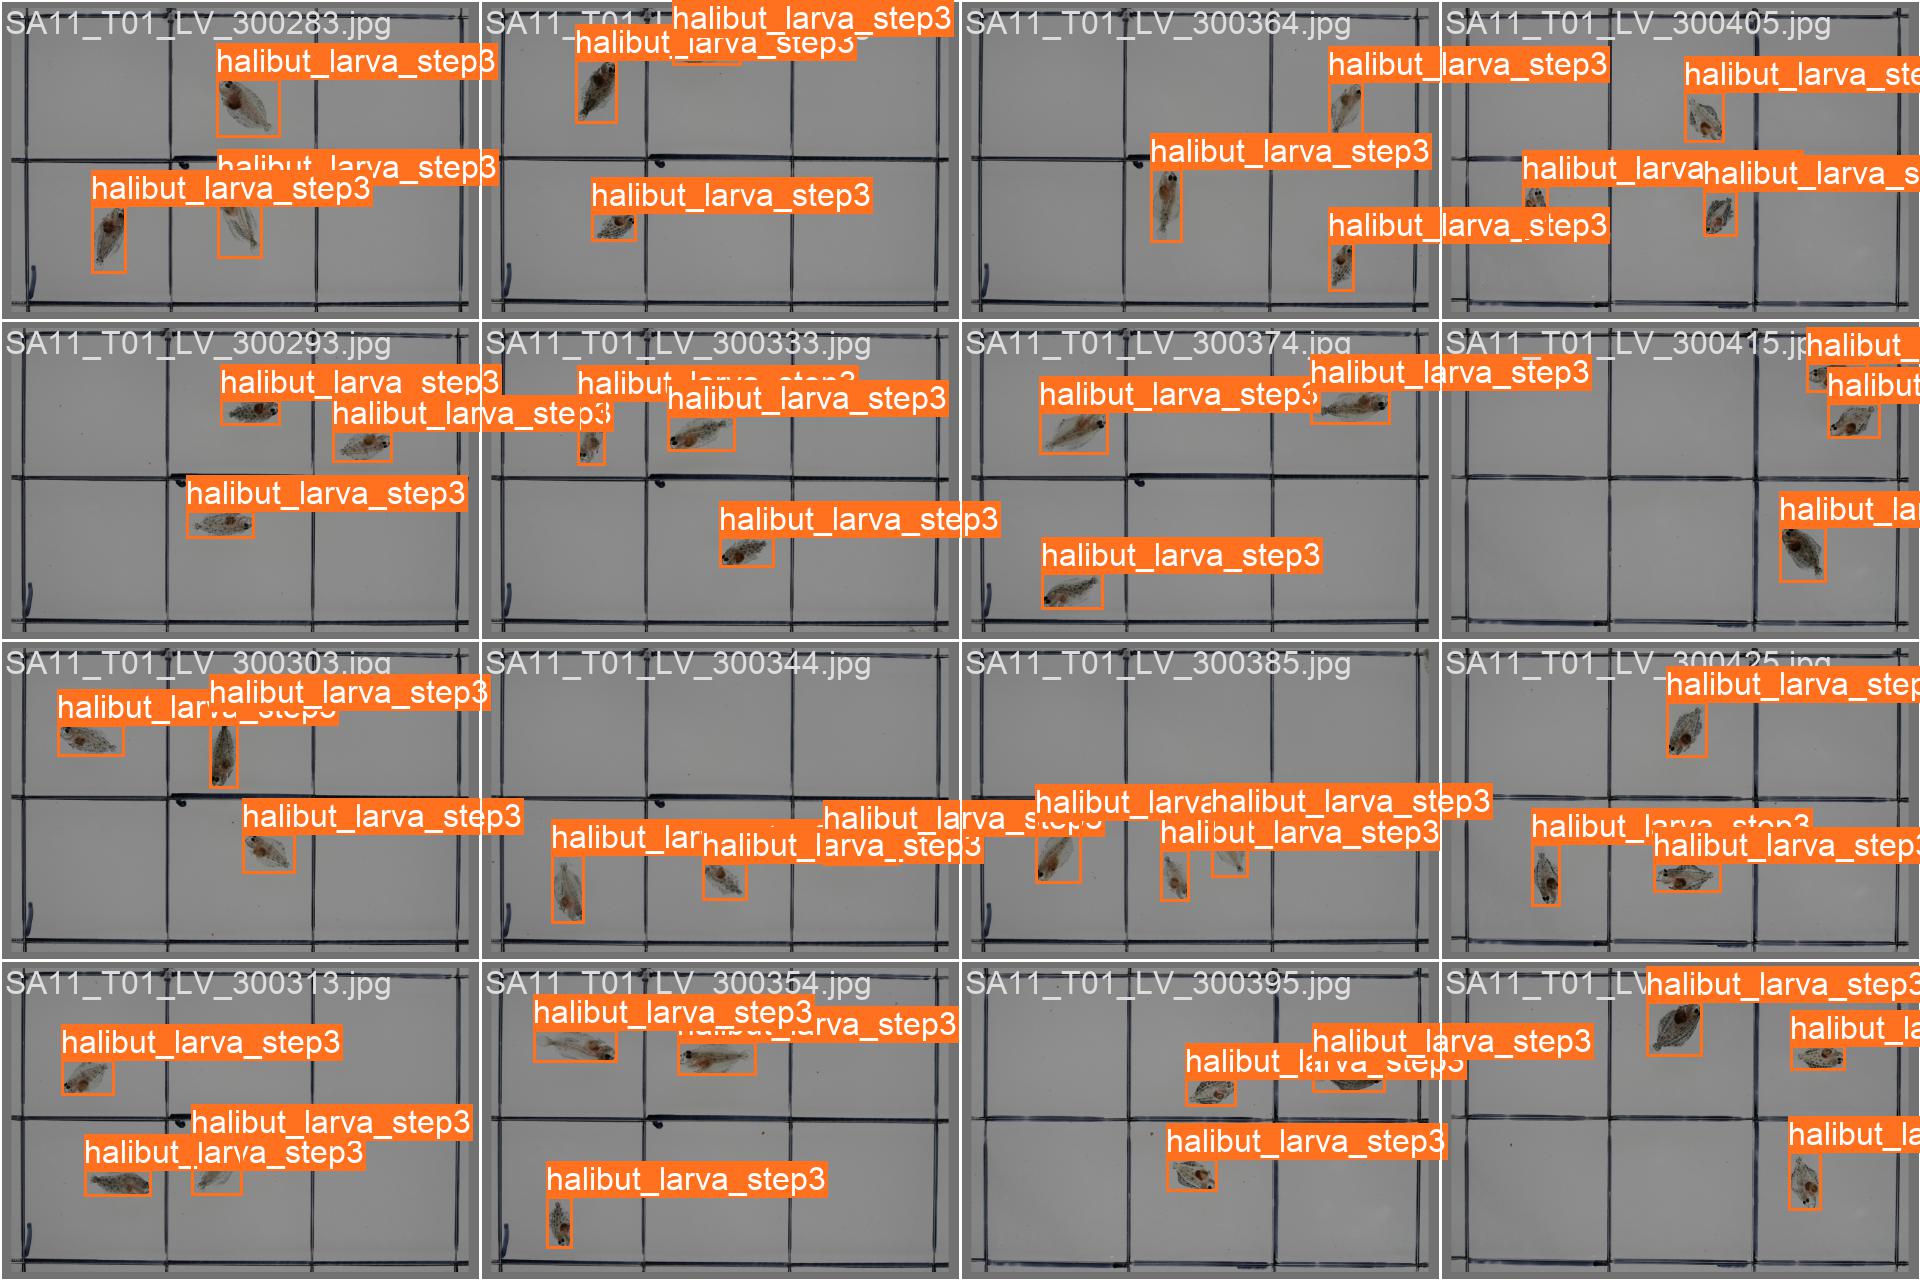 SA11_T01_LV_300283.jpg
halibut_larva_step3
halibut_larva_step3
halibut_larva_step3
halibut_larva_step3
halibut_larva_step3
halibut_larva_step3
SA11_T01_LV_300364.jpg
halibut_larva_step3
halibut_larva_step3
halibut_larva_step3
SA11_T01_LV_300405.jpg
halibut_larva_ste
halibut_larva
halibut_larva_s
SA11_T01_LV_300293.jpg
halibut_larva_step3
halibut_larva_step3
halibut_larva_step3
SA11_T01_LV_300333.jpg
halibut_larva_step3
halibut_larva_step3
halibut_larva_step3
SA11_T01_LV_300374.jpg
halibut_larva_step3
halibut_larva_step3
halibut_larva_step3
SA11_T01_LV_300415.jp
halibut_
halibut
halibut_la
SA11_T01_LV_300303.jpg
halibut_larva_step3
halibut_larva_step3
halibut_larva_step3
SA11_T01_LV_300344.jpg
halibut_lar
halibut_larva_step3
halibut_larva_step3
SA11_T01_LV_300385.jpg
halibut_larva
halibut_larva_step3
halibut_larva_step3
SA11_T01_LV_300425.jpg
halibut_larva_step
halibut_larva_step3
halibut_larva_step3
SA11_T01_LV_300313.jpg
halibut_larva_step3
halibut_larva_step3
halibut_larva_step3
SA11_T01_LV_300354.jpg
halibut_larva_step3
halibut_larva_step3
halibut_larva_step3
SA11_T01_LV_300395.jpg
halibut_larva_step3
halibut_larva_step3
halibut_larva_step3
SA11_T01_LV
halibut_larva_step3
halibut_la
halibut_la